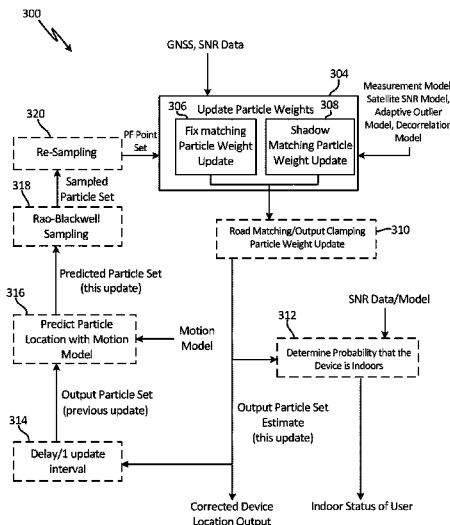 300
GNSS, SNR Data
304
Update Particle Weights
306
Fix matching
Particle Weight
Update
308
Shadow
Matching Particle
Weight Update
Measurement Model
Satellite SNR Model,
Adaptive Outlier
Model, Decorrelation
Model
320
Re-Sampling
PF Point
Set
Sampled
Particle Set
318
Rao-Blackwell
Sampling
Road Matching/Output Clamping
Particle Weight Update
310
Predicted Particle Set
(this update)
316
Predict Particle
Location with Motion
Model
Motion
Model
SNR Data/Model
312
Determine Probability that the
Device is Indoors
Output Particle Set
(previous update)
Output Particle Set
Estimate
(this update)
314
Delay/1 update
interval
Corrected Device
Location Output
Indoor Status of User